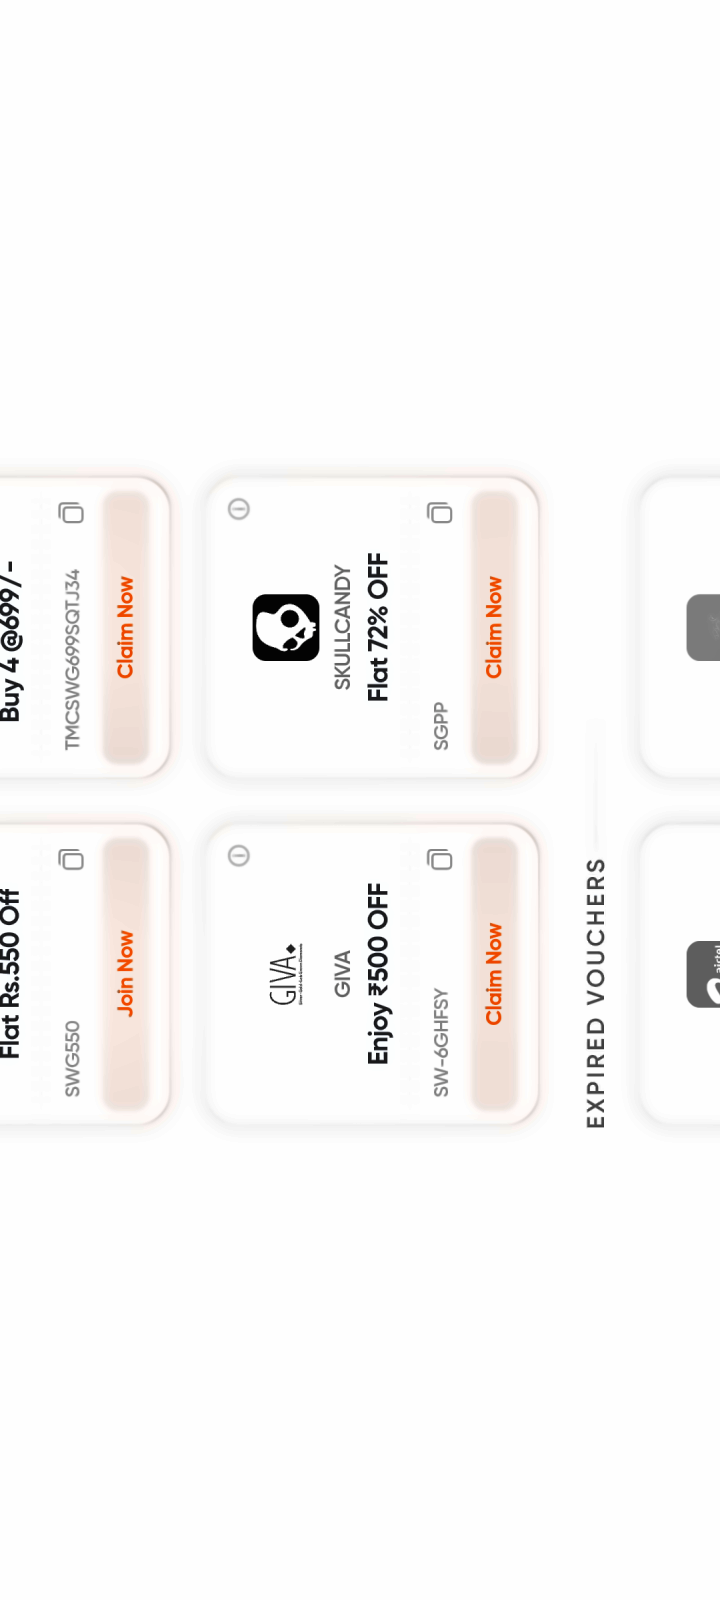 Flat Rs.550 Off
SWG550
Join Now
Buy 4 @699/-
TMCSWG699SQTJ34
Claim Now
GIVA
GIVA
Enjoy ₹500 OFF
SW-6GHFSY
Claim Now
SKULLCANDY
Flat 72% OFF
SGPP
Claim Now
EXPIRED VOUCHERS
airtel